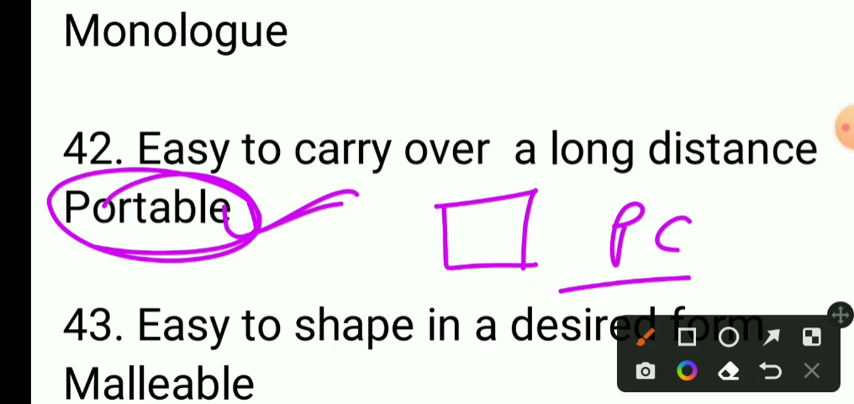 Monologue
42. Easy to carry over a long distance
Portable
PC
43. Easy to shape in a desired form
Malleable